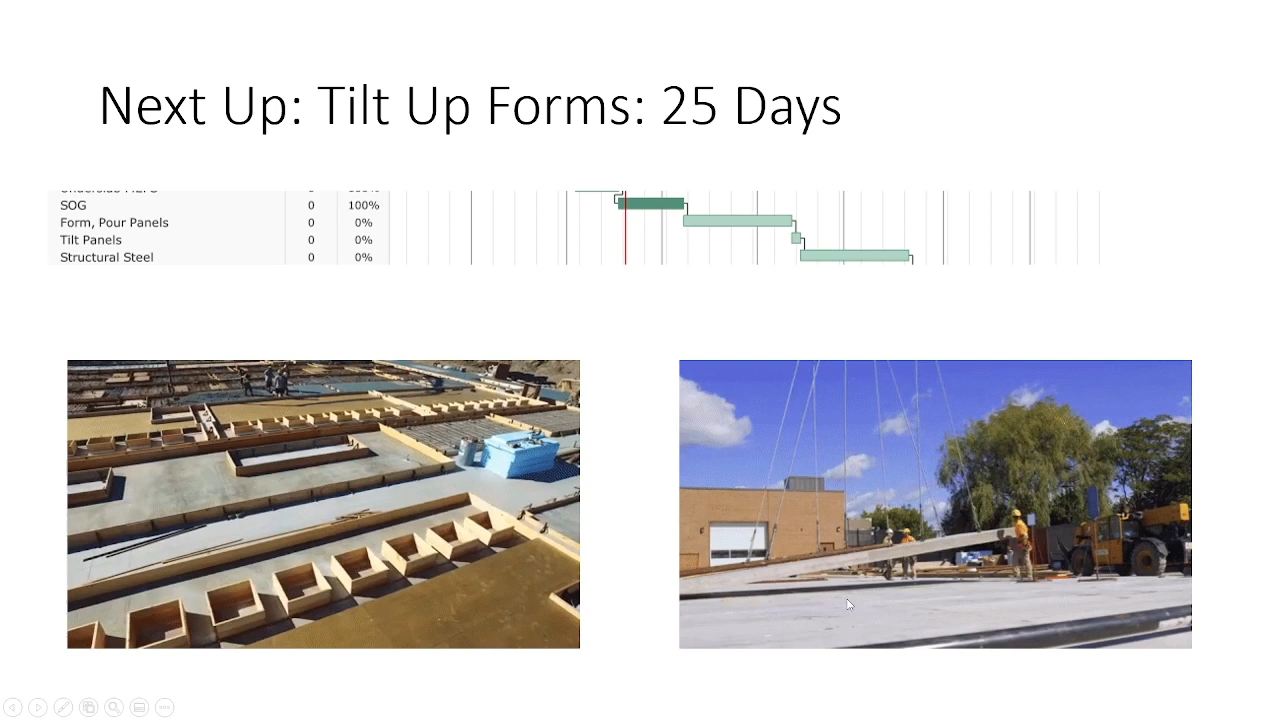 Next Up: Tilt Up Forms: 25 Days
SOG 0 100%
Form, Pour Panels 0 0%
Tilt Panels 0 0%
Structural Steel 0 0%